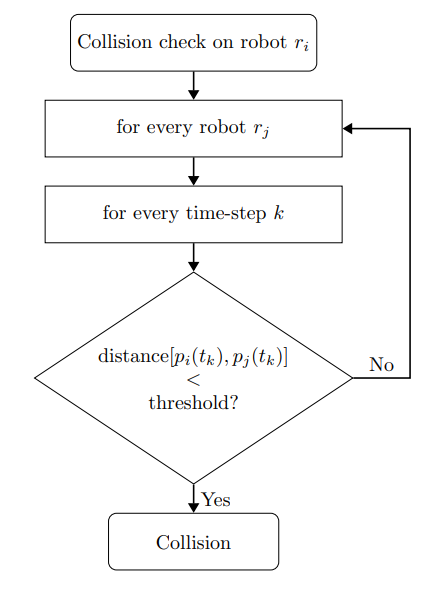 Collision check on robot $r_i$
for every robot $r_j$
for every time-step $k$
distance[$p_i(t_k), p_j(t_k)$]
<
threshold?
No
Yes
Collision